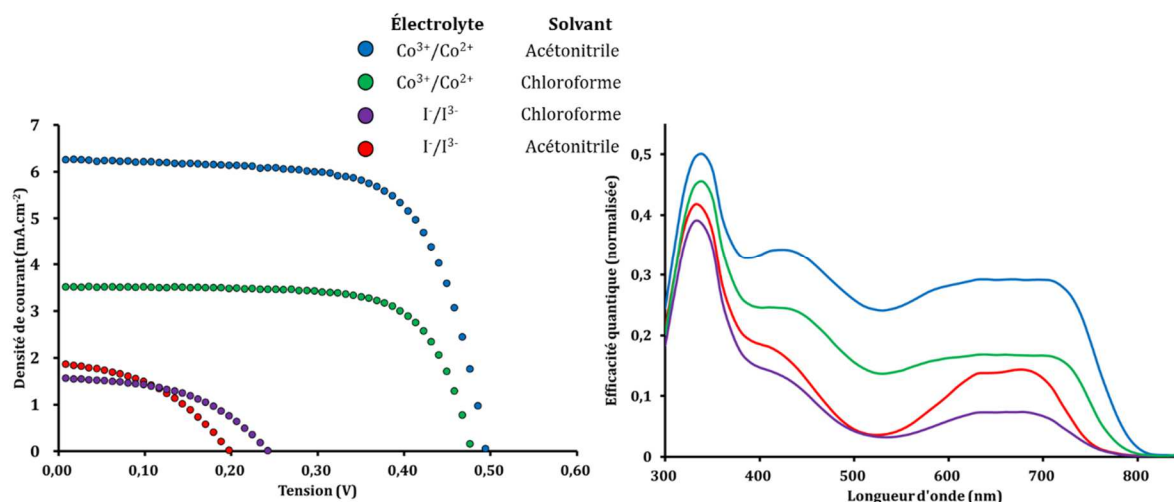 Électrolyte Solvant
Co³⁺/Co²⁺ Acétonitrile
Co³⁺/Co²⁺ Chloroforme
I⁻/I³⁻ Chloroforme
I⁻/I³⁻ Acétonitrile
Densité de courant (mA.cm⁻²)
7
6
5
4
3
2
1
0
0,00 0,10 0,20 0,30 0,40 0,50 0,60
Tension (V)
Efficacité quantique (normalisée)
0,5
0,4
0,3
0,2
0,1
0
300 400 500 600 700 800
Longueur d'onde (nm)